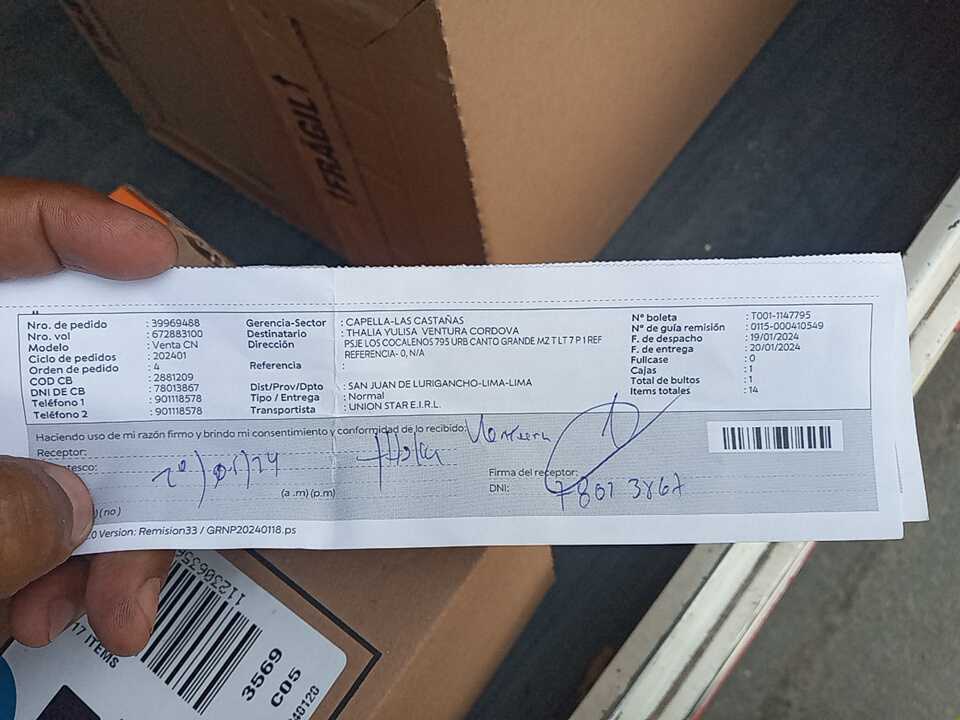 ¡FRÁGIL!
Nro. de pedido : 39969488
Nro. vol : 672883100
Modelo : Venta CN
Ciclo de pedidos : 202401
Orden de pedido : 4
COD CB : 2881209
DNI DE CB : 78013867
Teléfono 1 : 901118578
Teléfono 2 : 901118578
Gerencia-Sector : CAPELLA-LAS CASTAÑAS
Destinatario : THALIA YULISA VENTURA CORDOVA
Dirección : PSJE LOS COCALENOS 795 URB CANTO GRANDE MZ T LT 7 P 1 REF
REFERENCIA- 0, N/A
Referencia :
Dist/Prov/Dpto : SAN JUAN DE LURIGANCHO-LIMA-LIMA
Tipo / Entrega : Normal
Transportista : UNION STAR E.I.R.L.
N° boleta : T001-1147795
N° de guía remisión : 0115-000410549
F. de despacho : 19/01/2024
F. de entrega : 20/01/2024
Fullcase : 0
Cajas : 1
Total de bultos : 1
Items totales : 14
Haciendo uso de mi razón firmo y brindo mi consentimiento y conformidad de lo recibido:
Receptor: Thalia Ventura
tesco:
(a .m) (p.m)
Firma del receptor:
DNI: 78013867
)(no)
.0 Version: Remision33 / GRNP20240118.ps
17 ITEMS
3569
C05